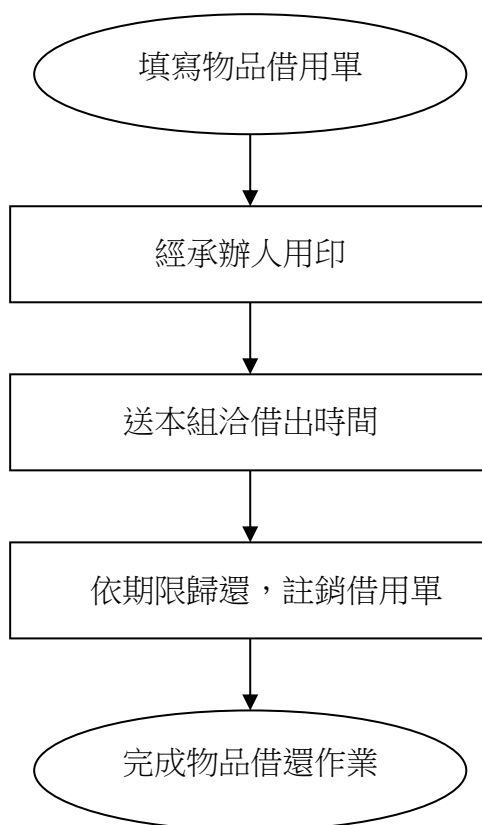 填寫物品借用單
經承辦人用印
送本組洽借出時間
依期限歸還，註銷借用單
完成物品借還作業